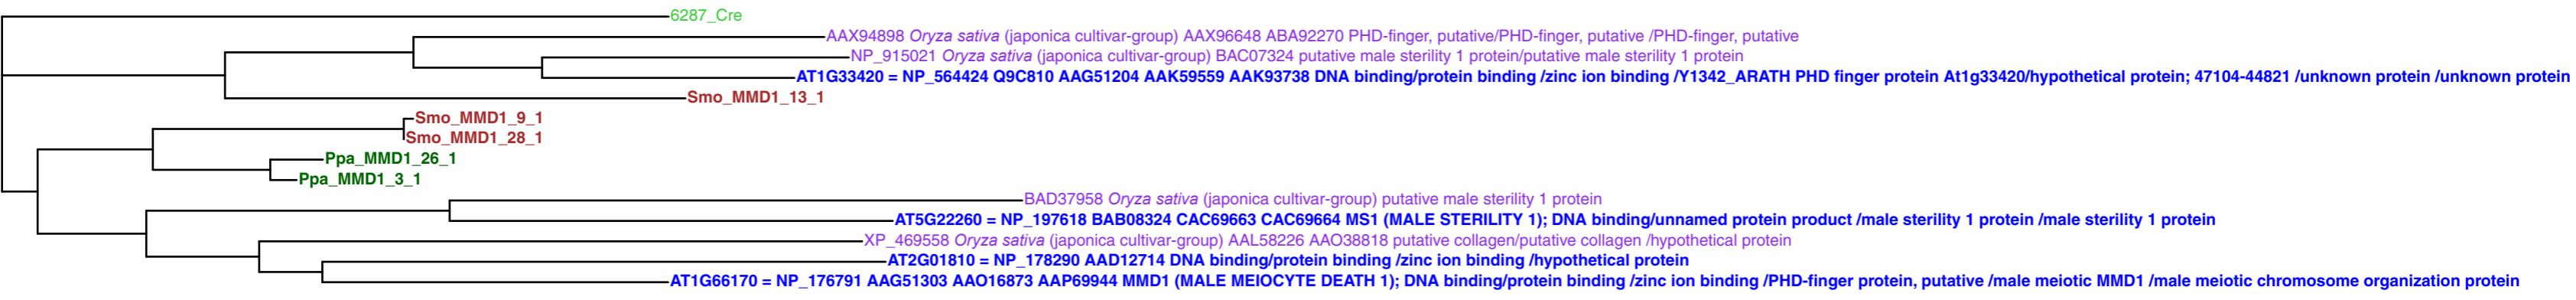 6287_Cre
AAX94898 Oryza sativa (japonica cultivar-group) AAX96648 ABA92270 PHD-finger, putative/PHD-finger, putative /PHD-finger, putative
NP_915021 Oryza sativa (japonica cultivar-group) BAC07324 putative male sterility 1 protein/putative male sterility 1 protein
AT1G33420 = NP_564424 Q9C810 AAG51204 AAK59559 AAK93738 DNA binding/protein binding /zinc ion binding /Y1342_ARATH PHD finger protein At1g33420/hypothetical protein; 47104-44821 /unknown protein /unknown protein
Smo_MMD1_13_1
Smo_MMD1_9_1
Smo_MMD1_28_1
Ppa_MMD1_26_1
Ppa_MMD1_3_1
BAD37958 Oryza sativa (japonica cultivar-group) putative male sterility 1 protein
AT5G22260 = NP_197618 BAB08324 CAC69663 CAC69664 MS1 (MALE STERILITY 1); DNA binding/unnamed protein product /male sterility 1 protein /male sterility 1 protein
XP_469558 Oryza sativa (japonica cultivar-group) AAL58226 AAO38818 putative collagen/putative collagen /hypothetical protein
AT2G01810 = NP_178290 AAD12714 DNA binding/protein binding /zinc ion binding /hypothetical protein
AT1G66170 = NP_176791 AAG51303 AAO16873 AAP69944 MMD1 (MALE MEIOCYTE DEATH 1); DNA binding/protein binding /zinc ion binding /PHD-finger protein, putative /male meiotic MMD1 /male meiotic chromosome organization protein